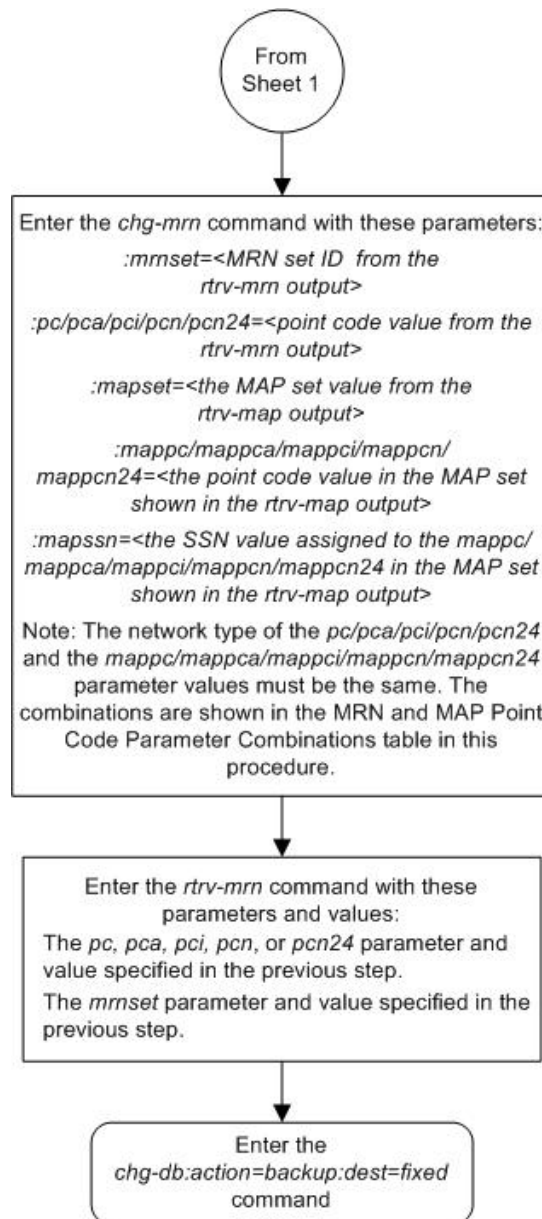 From
Sheet 1
Enter the chg-mrn command with these parameters:
:mrnset=<MRN set ID from the
rtrv-mrn output>
:pc/pca/pci/pcn/pcn24=<point code value from the
rtrv-mrn output>
:mapset=<the MAP set value from the
rtrv-map output>
:mappc/mappca/mappci/mappcn/
mappcn24=<the point code value in the MAP set
shown in the rtrv-map output>
:mapssn=<the SSN value assigned to the mappc/
mappca/mappci/mappcn/mappcn24 in the MAP set
shown in the rtrv-map output>
Note: The network type of the pc/pca/pci/pcn/pcn24
and the mappc/mappca/mappci/mappcn/mappcn24
parameter values must be the same. The
combinations are shown in the MRN and MAP Point
Code Parameter Combinations table in this
procedure.
Enter the rtrv-mrn command with these
parameters and values:
The pc, pca, pci, pcn, or pcn24 parameter and
value specified in the previous step.
The mrnset parameter and value specified in the
previous step.
Enter the
chg-db:action=backup:dest=fixed
command